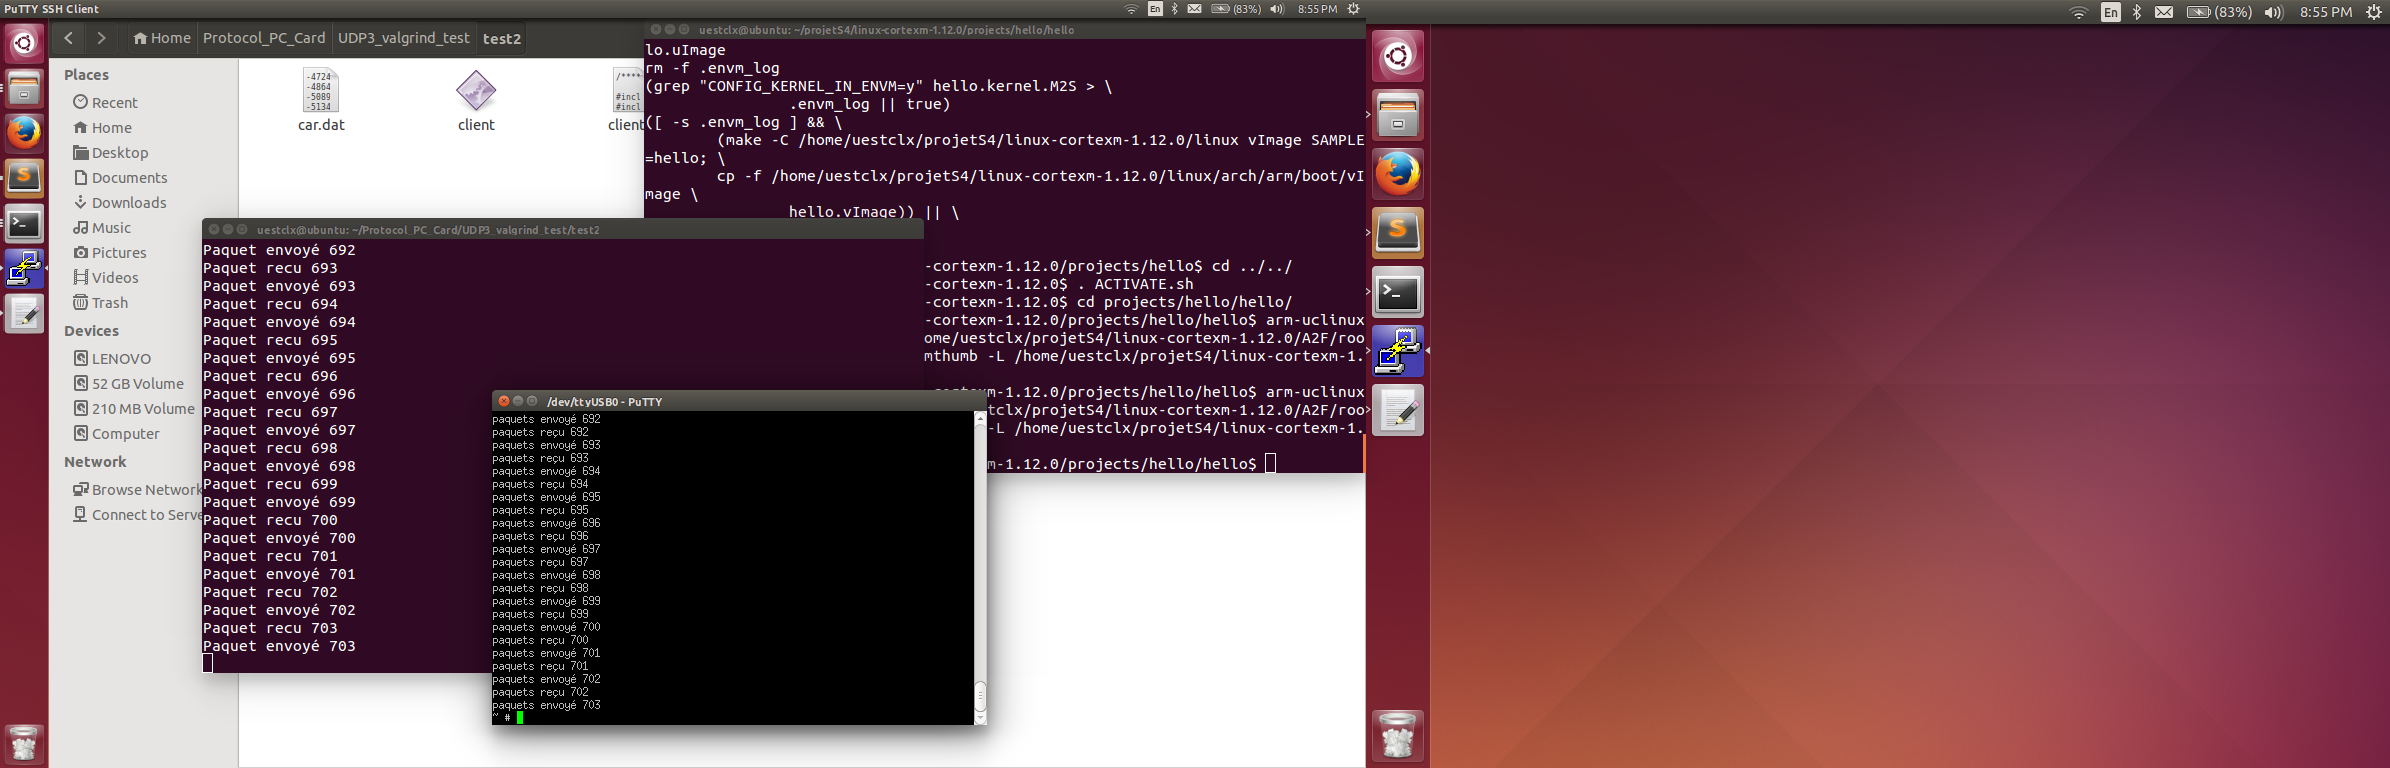 PuTTY SSH Client
En
(83%)
8:55 PM
Home
Protocol_PC_Card
UDP3_valgrind_test
test2
Places
Recent
Home
Desktop
Documents
Downloads
Music
Pictures
Videos
Trash
Devices
LENOVO
52 GB Volume
210 MB Volume
Computer
Network
Browse Network
Connect to Serve
-4724
-4864
-5089
-5134
car.dat
client
/****
#incl
#incl
client
uestclx@ubuntu: ~/projetS4/linux-cortexm-1.12.0/projects/hello/hello
lo.uImage
rm -f .envm_log
(grep "CONFIG_KERNEL_IN_ENVM=y" hello.kernel.M2S > \
.envm_log || true)
([ -s .envm_log ] && \
(make -C /home/uestclx/projetS4/linux-cortexm-1.12.0/linux vImage SAMPLE
=hello; \
cp -f /home/uestclx/projetS4/linux-cortexm-1.12.0/linux/arch/arm/boot/vI
mage \
hello.vImage)) || \
-cortexm-1.12.0/projects/hello$ cd ../../
-cortexm-1.12.0$ . ACTIVATE.sh
-cortexm-1.12.0$ cd projects/hello/hello/
-cortexm-1.12.0/projects/hello/hello$ arm-uclinux
ome/uestclx/projetS4/linux-cortexm-1.12.0/A2F/roo
mthumb -L /home/uestclx/projetS4/linux-cortexm-1.
-cortexm-1.12.0/projects/hello/hello$ arm-uclinux
tclx/projetS4/linux-cortexm-1.12.0/A2F/roo
-L /home/uestclx/projetS4/linux-cortexm-1.
m-1.12.0/projects/hello/hello$
uestclx@ubuntu: ~/Protocol_PC_Card/UDP3_valgrind_test/test2
Paquet envoyé 692
Paquet recu 693
Paquet envoyé 693
Paquet recu 694
Paquet envoyé 694
Paquet recu 695
Paquet envoyé 695
Paquet recu 696
Paquet envoyé 696
Paquet recu 697
Paquet envoyé 697
Paquet recu 698
Paquet envoyé 698
Paquet recu 699
Paquet envoyé 699
Paquet recu 700
Paquet envoyé 700
Paquet recu 701
Paquet envoyé 701
Paquet recu 702
Paquet envoyé 702
Paquet recu 703
Paquet envoyé 703
/dev/ttyUSB0 - PuTTY
paquets envoyé 692
paquets reçu 692
paquets envoyé 693
paquets reçu 693
paquets envoyé 694
paquets reçu 694
paquets envoyé 695
paquets reçu 695
paquets envoyé 696
paquets reçu 696
paquets envoyé 697
paquets reçu 697
paquets envoyé 698
paquets reçu 698
paquets envoyé 699
paquets reçu 699
paquets envoyé 700
paquets reçu 700
paquets envoyé 701
paquets reçu 701
paquets envoyé 702
paquets reçu 702
paquets envoyé 703
~ #
En
(83%)
8:55 PM